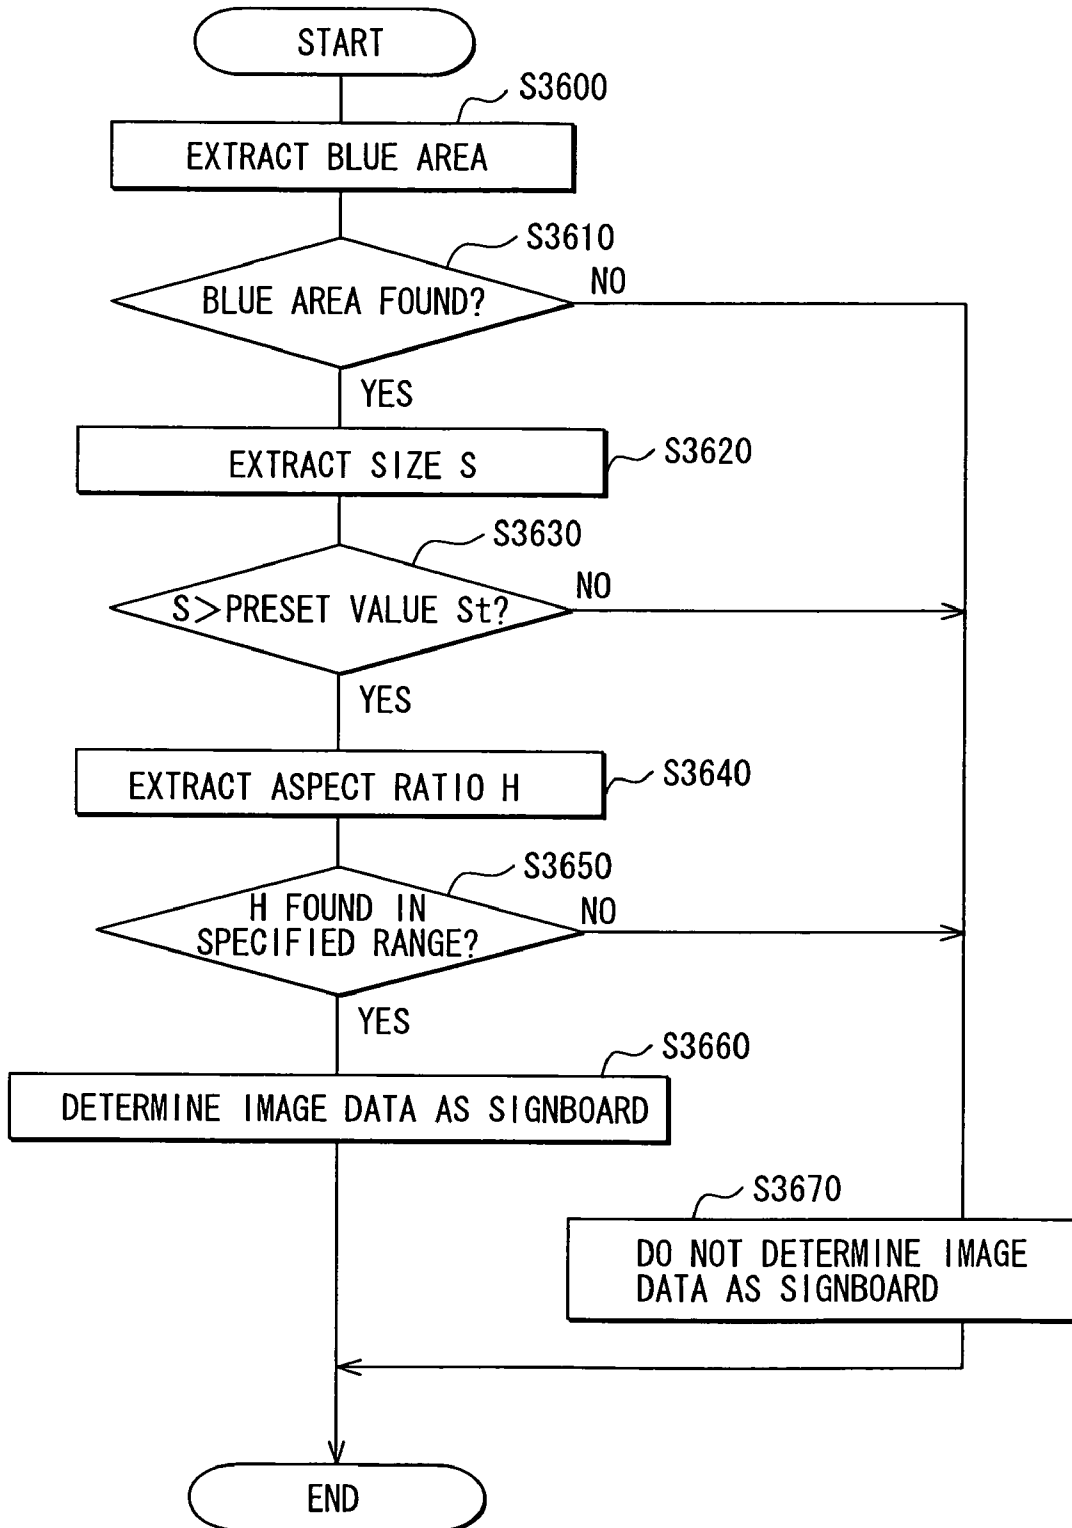 START
S3600
EXTRACT BLUE AREA
S3610
BLUE AREA FOUND?
NO
YES
EXTRACT SIZE S
S3620
S3630
S>PRESET VALUE St?
NO
YES
EXTRACT ASPECT RATIO H
S3640
S3650
H FOUND IN
SPECIFIED RANGE?
NO
YES
S3660
DETERMINE IMAGE DATA AS SIGNBOARD
S3670
DO NOT DETERMINE IMAGE
DATA AS SIGNBOARD
END